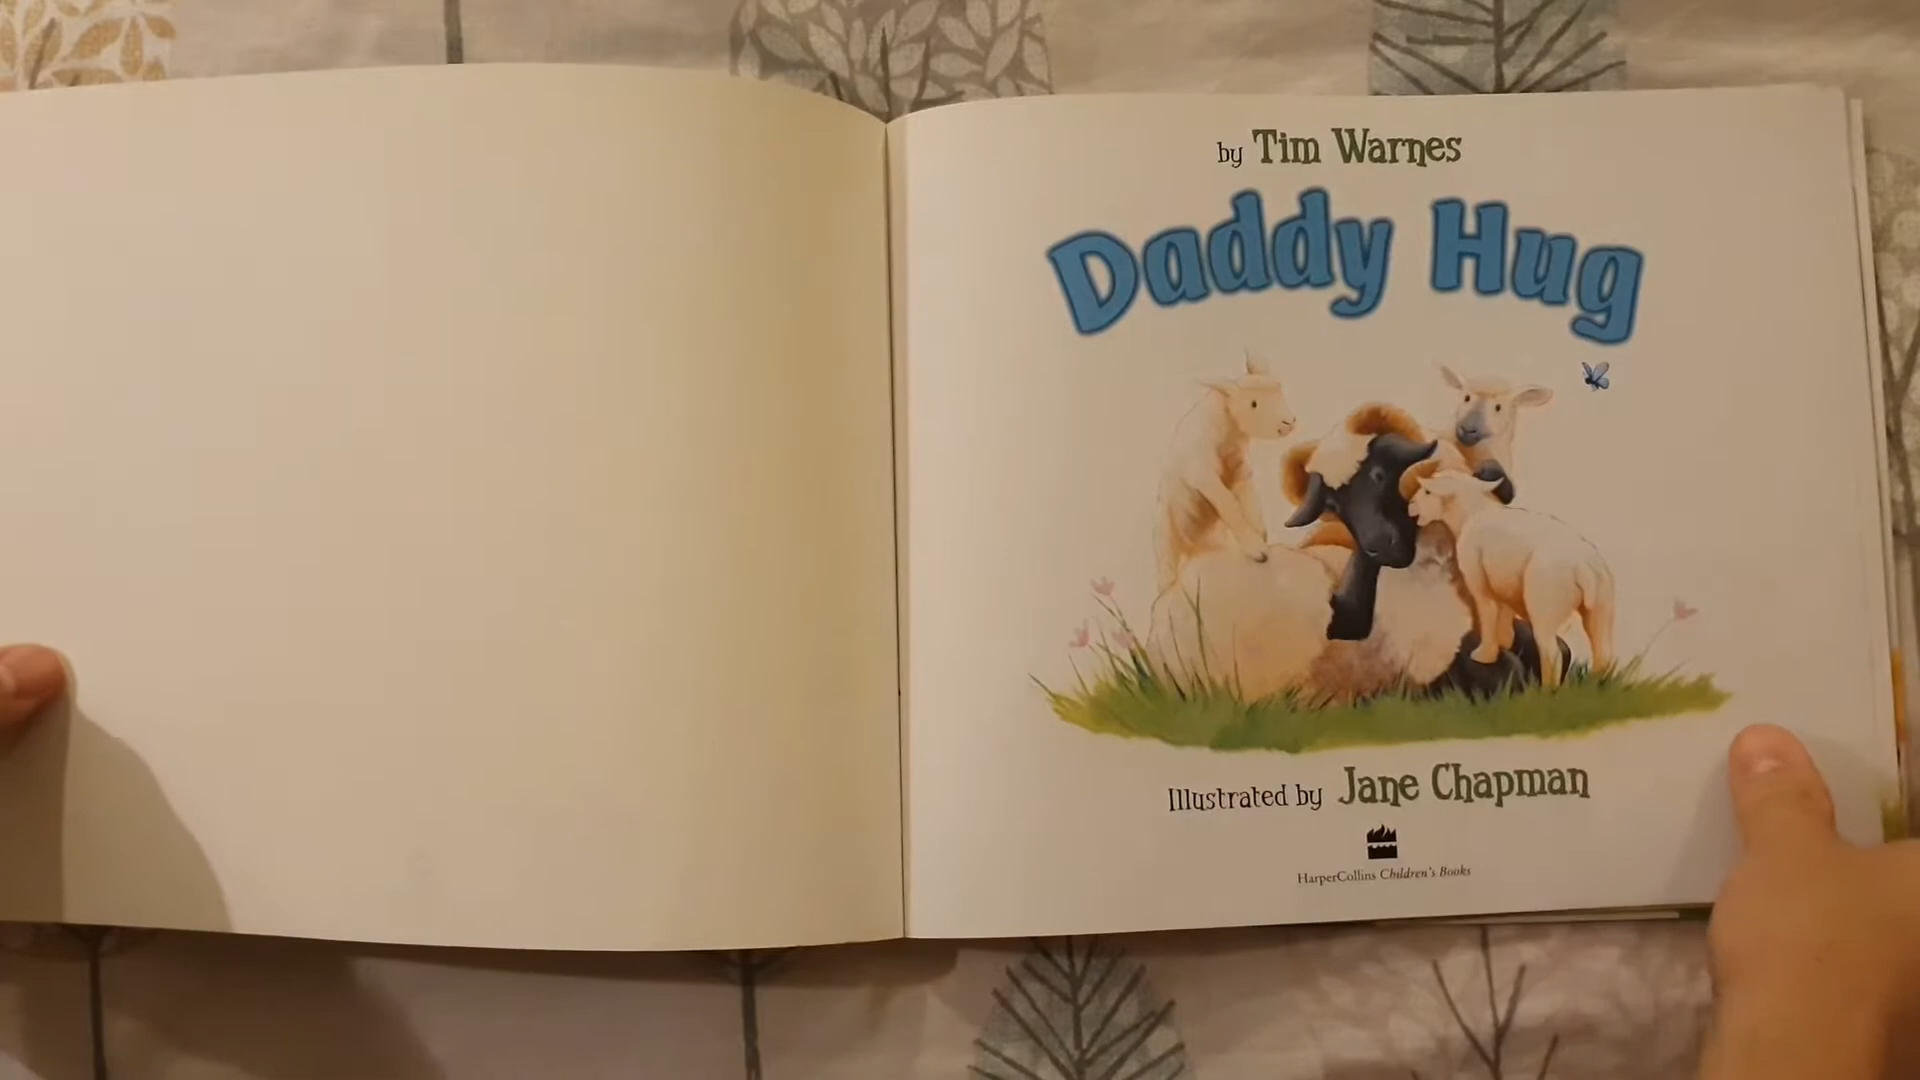 by Tim Warnes
Daddy Hug
Illustrated by Jane Chapman
HarperCollins Children's Books